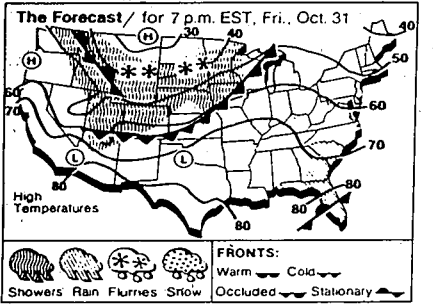 The Forecast/ for 7 p.m. EST, Fri., Oct. 31
H 30 40 40
H 50
60 60
70
70
L L
80 80
80
80
High
Temperatures
Showers Rain Flurries Snow
FRONTS:
Warm Cold
Occluded Stationary